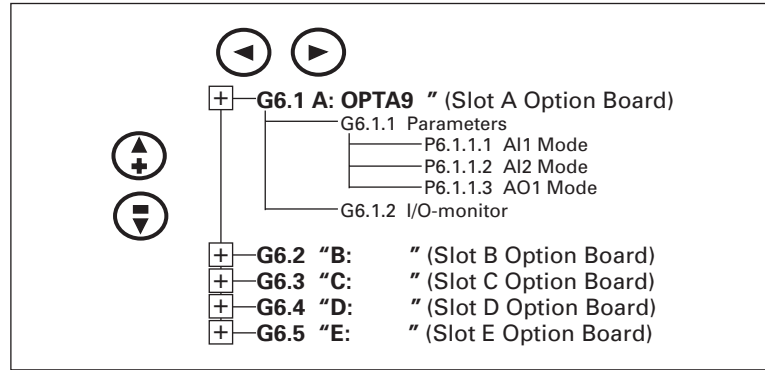 G6.1 A: OPTA9 " (Slot A Option Board)
G6.1.1 Parameters
P6.1.1.1 AI1 Mode
P6.1.1.2 AI2 Mode
P6.1.1.3 AO1 Mode
G6.1.2 I/O-monitor
G6.2 "B: " (Slot B Option Board)
G6.3 "C: " (Slot C Option Board)
G6.4 "D: " (Slot D Option Board)
G6.5 "E: " (Slot E Option Board)